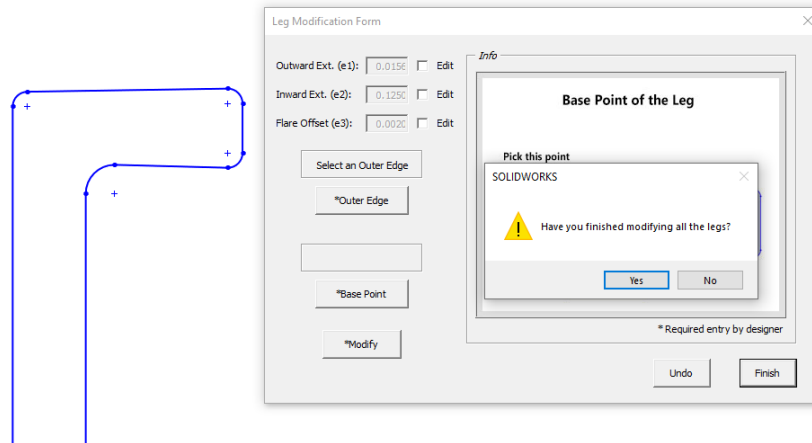 Leg Modification Form
Outward Ext. (e1): 0.0156 Edit
Inward Ext. (e2): 0.1250 Edit
Flare Offset (e3): 0.0020 Edit
Select an Outer Edge
*Outer Edge
*Base Point
*Modify
Info
Base Point of the Leg
Pick this point
SOLIDWORKS
Have you finished modifying all the legs?
Yes No
* Required entry by designer
Undo Finish